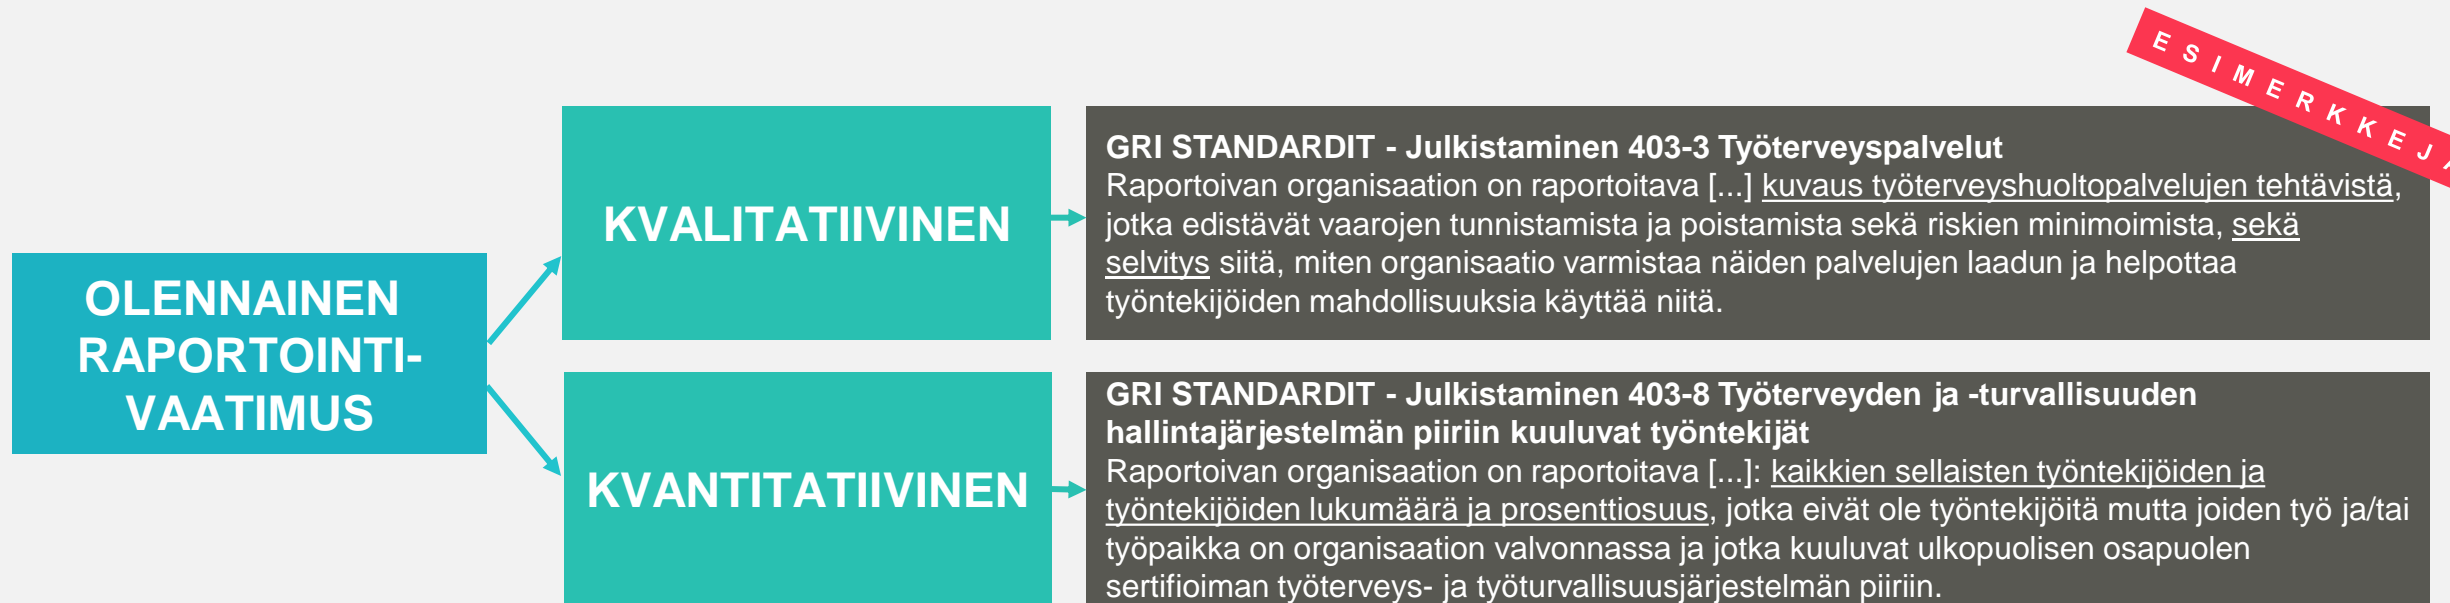 ESIMERKKEJÄ
OLENNAINEN
RAPORTOINTI-
VAATIMUS
KVALITATIIVINEN
GRI STANDARDIT - Julkistaminen 403-3 Työterveyspalvelut
Raportoivan organisaation on raportoitava [...] kuvaus työterveyshuoltopalvelujen tehtävistä,
jotka edistävät vaarojen tunnistamista ja poistamista sekä riskien minimoimista, sekä
selvitys siitä, miten organisaatio varmistaa näiden palvelujen laadun ja helpottaa
työntekijöiden mahdollisuuksia käyttää niitä.
KVANTITATIIVINEN
GRI STANDARDIT - Julkistaminen 403-8 Työterveyden ja -turvallisuuden
hallintajärjestelmän piiriin kuuluvat työntekijät
Raportoivan organisaation on raportoitava [...]: kaikkien sellaisten työntekijöiden ja
työntekijöiden lukumäärä ja prosenttiosuus, jotka eivät ole työntekijöitä mutta joiden työ ja/tai
työpaikka on organisaation valvonnassa ja jotka kuuluvat ulkopuolisen osapuolen
sertifioiman työterveys- ja työturvallisuusjärjestelmän piiriin.